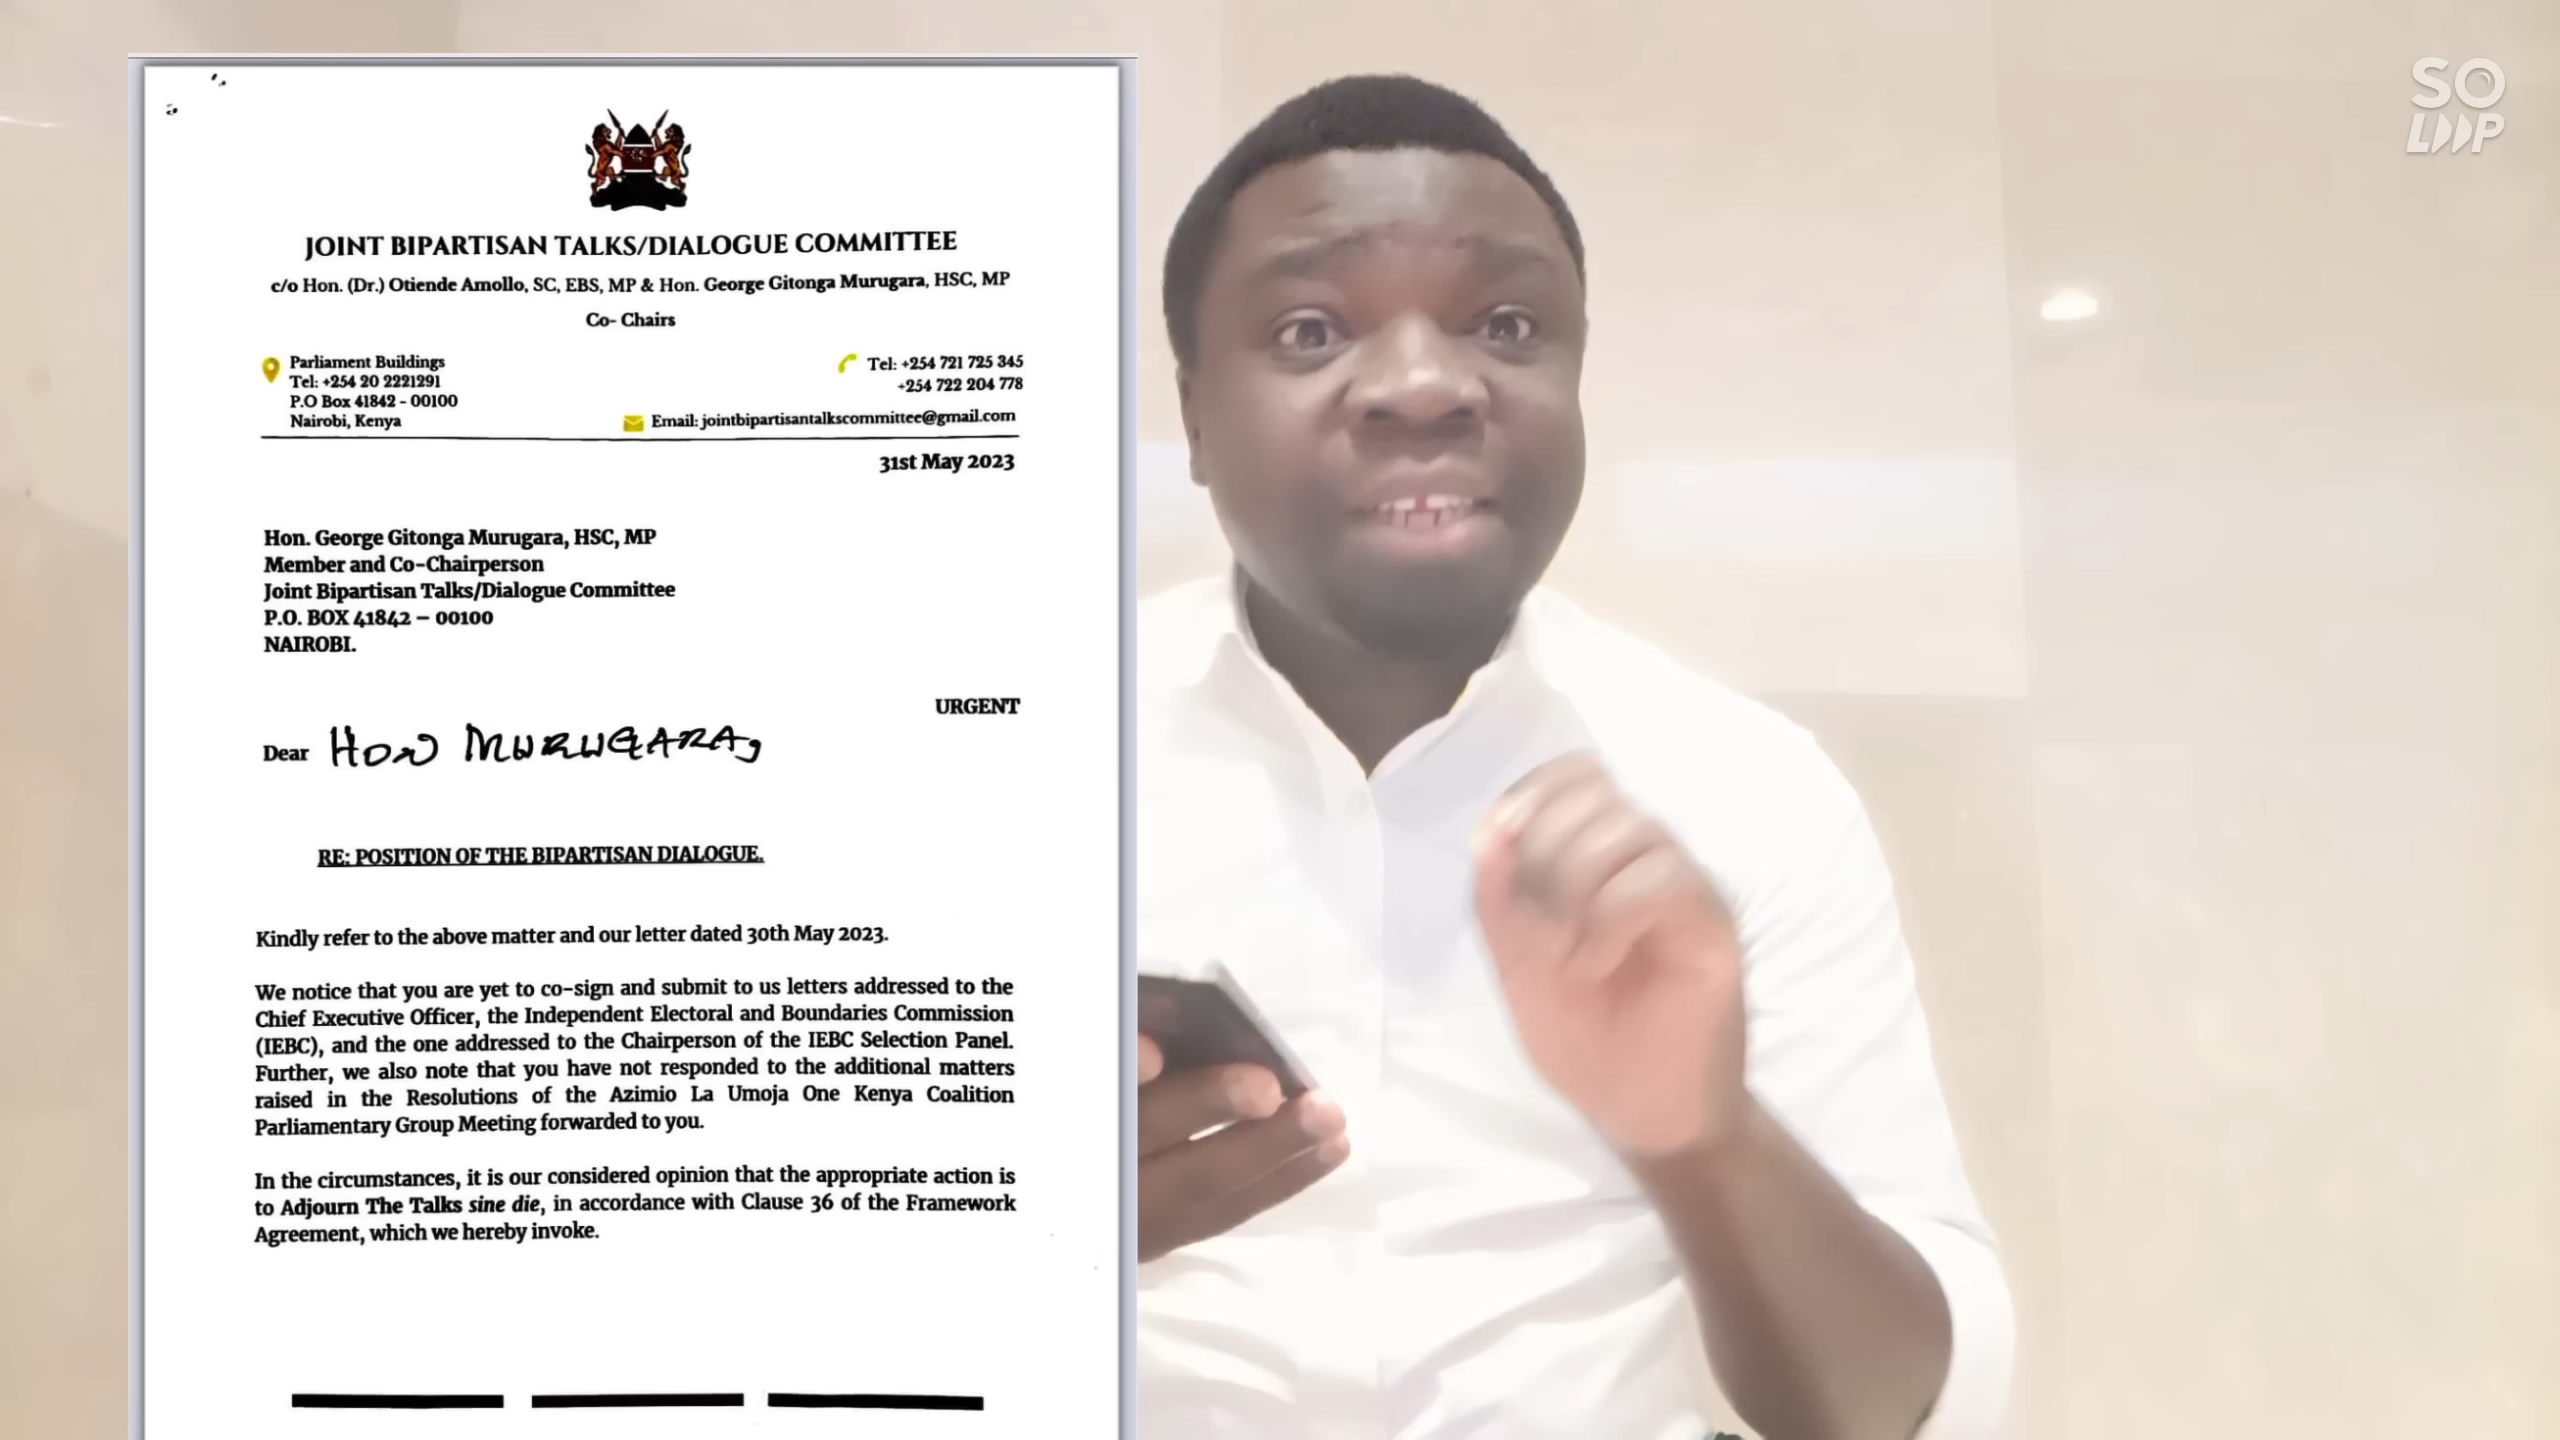 JOINT BIPARTISAN TALKS/DIALOGUE COMMITTEE
c/o Hon. (Dr.) Otiende Amollo, SC, EBS, MP & Hon. George Gitonga Murugara, HSC, MP
Co- Chairs
Parliament Buildings
Tel: +254 20 2221291
P.O Box 41842 - 00100
Nairobi, Kenya
Tel: +254 721 725 345
+254 722 204 778
Email: jointbipartisantalkscommittee@gmail.com
31st May 2023
Hon. George Gitonga Murugara, HSC, MP
Member and Co-Chairperson
Joint Bipartisan Talks/Dialogue Committee
P.O. BOX 41842 – 00100
NAIROBI.
URGENT
Dear HON MURUGARA,
RE: POSITION OF THE BIPARTISAN DIALOGUE.
Kindly refer to the above matter and our letter dated 30th May 2023.
We notice that you are yet to co-sign and submit to us letters addressed to the
Chief Executive Officer, the Independent Electoral and Boundaries Commission
(IEBC), and the one addressed to the Chairperson of the IEBC Selection Panel.
Further, we also note that you have not responded to the additional matters
raised in the Resolutions of the Azimio La Umoja One Kenya Coalition
Parliamentary Group Meeting forwarded to you.
In the circumstances, it is our considered opinion that the appropriate action is
to Adjourn The Talks sine die, in accordance with Clause 36 of the Framework
Agreement, which we hereby invoke.
SO
LOOP